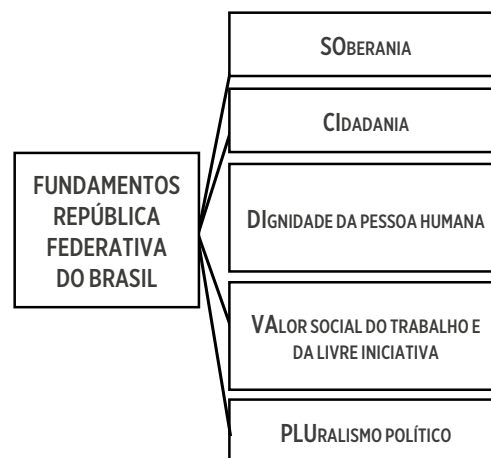 FUNDAMENTOS
REPÚBLICA
FEDERATIVA
DO BRASIL
SOBERANIA
CIDADANIA
DIGNIDADE DA PESSOA HUMANA
VALOR SOCIAL DO TRABALHO E
DA LIVRE INICIATIVA
PLURALISMO POLÍTICO